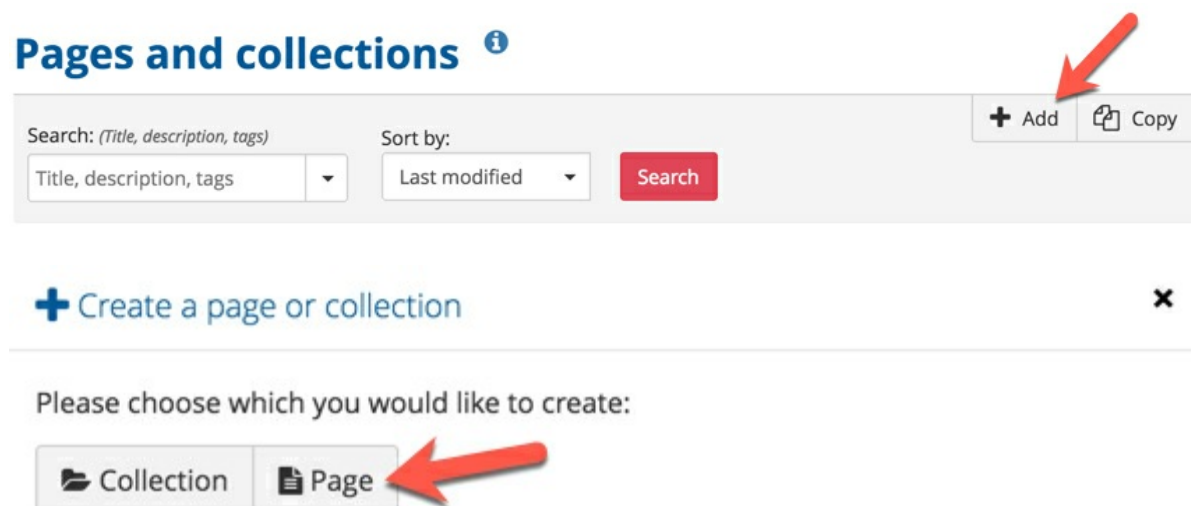 Pages and collections
Add Copy
Search: (Title, description, tags) Sort by:
Title, description, tags Last modified Search
Create a page or collection
Please choose which you would like to create:
Collection Page